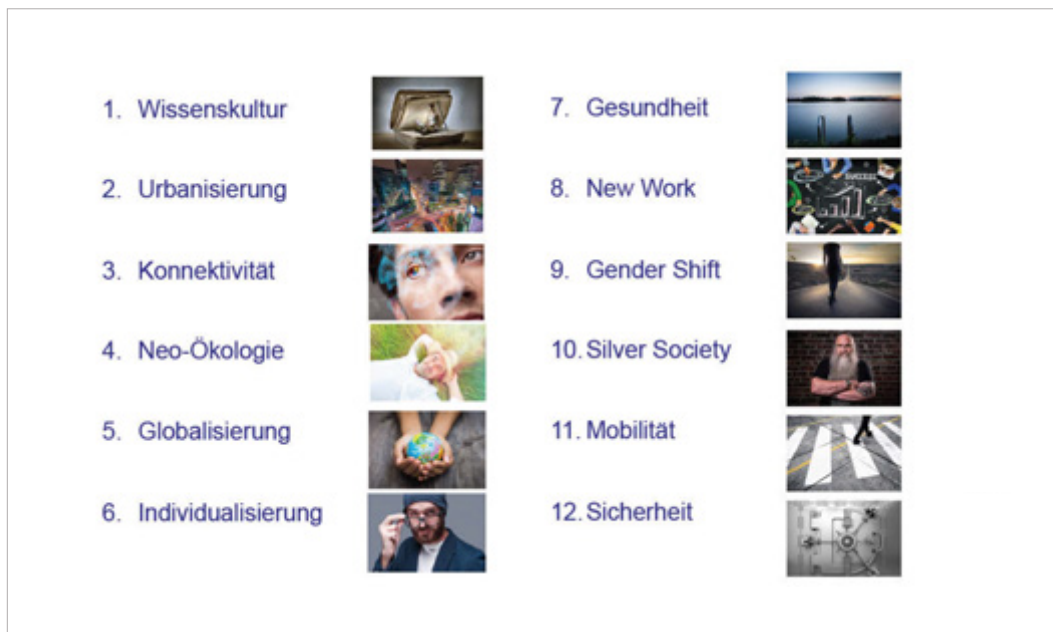 1. Wissenskultur
2. Urbanisierung
3. Konnektivität
4. Neo-Ökologie
5. Globalisierung
6. Individualisierung
7. Gesundheit
8. New Work
SUCCESS
9. Gender Shift
10. Silver Society
11. Mobilität
12. Sicherheit